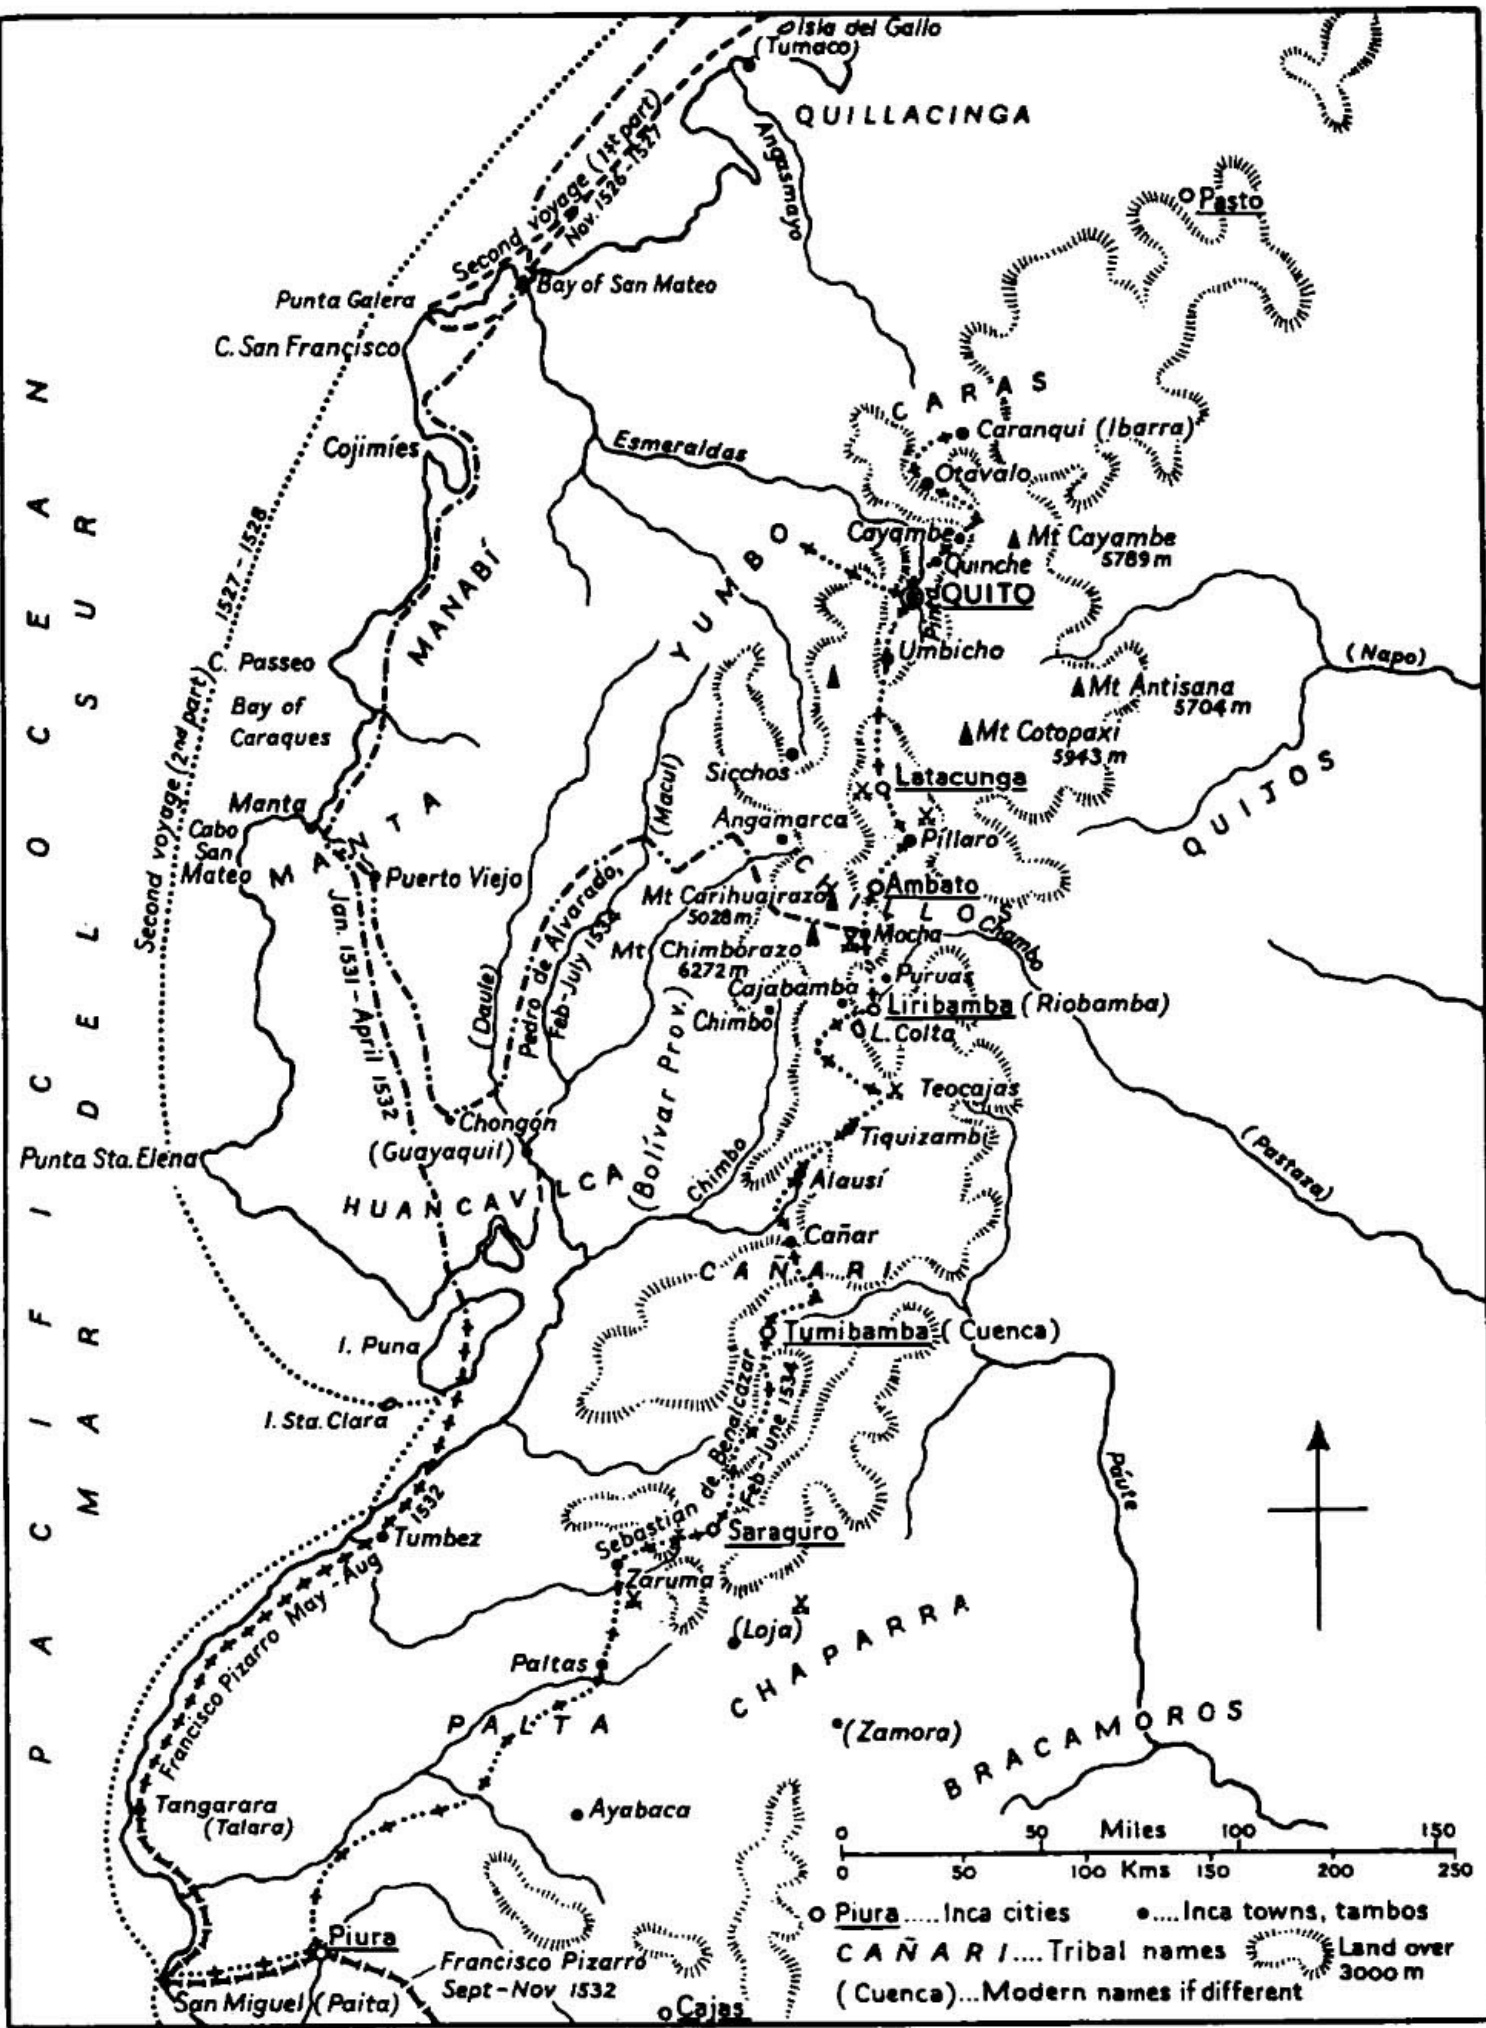 Isla del Gallo
(Tumaco)
QUILLACINGA
Angasmayo
Pasto
Second voyage (1st part)
Nov. 1526-1527
Bay of San Mateo
Punta Galera
C. San Francisco
CARAS
Caranqui (Ibarra)
Cojimíes
Esmeraldas
Otavalo
Cayambe
Mt Cayambe
5789 m
Quinche
QUITO
YUMBO
MANABÍ
1527-1528
Second voyage (2nd part)
C. Passeo
Umbicho
(Napo)
Mt Antisana
5704 m
Bay of
Caraques
Mt Cotopaxi
5943 m
Sicchos
Latacunga
QUIJOS
(Macul)
Manta
Cabo
San
Mateo
MANTA
Angamarca
Píllaro
Puerto Viejo
Mt Carihuairazo
5028 m
Ambato
Jan. 1531-April 1532
Pedro de Alvarado,
Feb-July 1534
Mocha
Chambo
Mt Chimborazo
6272 m
Puruas
(Daule)
Cajabamba
Liribamba (Riobamba)
Chimbo
L. Colta
(Bolívar Prov.)
Teocajas
Chongón
(Guayaquil)
Tiquizambi
(Pastaza)
Punta Sta. Elena
Chimbo
Alausí
HUANCAVILCA
Cañar
CAÑARI
I. Puna
Tumibamba (Cuenca)
I. Sta. Clara
Sebastian de Benalcazar
Feb-June 1534
Páute
1532
Tumbez
Saraguro
Zaruma
Francisco Pizarro May-Aug
(Loja)
CHAPARRA
Paltas
PALTA
(Zamora)
BRACAMOROS
Tangarara
(Talara)
Ayabaca
PACIFIC OCEAN
MAR DEL SUR
Piura
Francisco Pizarro
Sept-Nov 1532
San Miguel (Paita)
Cajas
0 50 Miles 100 150
0 50 100 Kms 150 200 250
Piura.....Inca cities
....Inca towns, tambos
CAÑARI....Tribal names
Land over
3000 m
(Cuenca)...Modern names if different